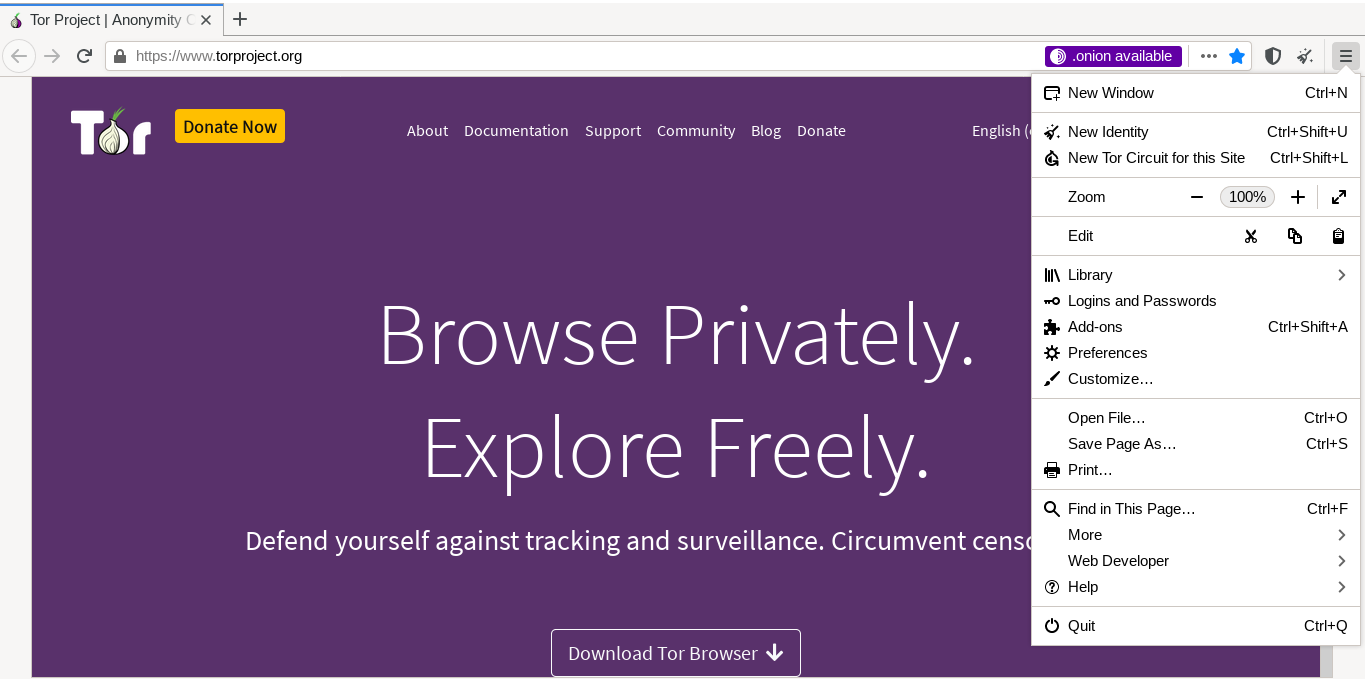 Tor Project | Anonymity
https://www.torproject.org
.onion available
Tor
Donate Now
About Documentation Support Community Blog Donate
English
Browse Privately.
Explore Freely.
Defend yourself against tracking and surveillance. Circumvent
Download Tor Browser
New Window Ctrl+N
New Identity Ctrl+Shift+U
New Tor Circuit for this Site Ctrl+Shift+L
Zoom 100%
Edit
Library
Logins and Passwords
Add-ons Ctrl+Shift+A
Preferences
Customize…
Open File… Ctrl+O
Save Page As… Ctrl+S
Print…
Find in This Page… Ctrl+F
More
Web Developer
Help
Quit Ctrl+Q